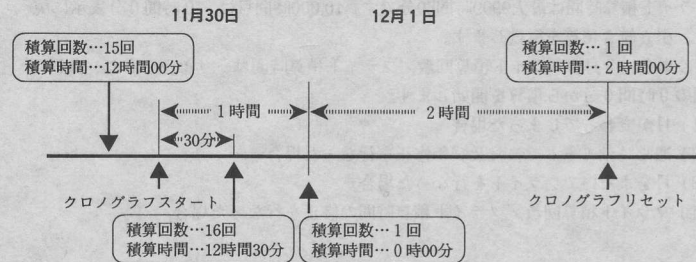 11月30日
12月1日
積算回数…15回
積算時間…12時間00分
積算回数…1回
積算時間…2時間00分
1時間
2時間
30分
クロノグラフスタート
クロノグラフリセット
積算回数…16回
積算時間…12時間30分
積算回数…1回
積算時間…0時00分